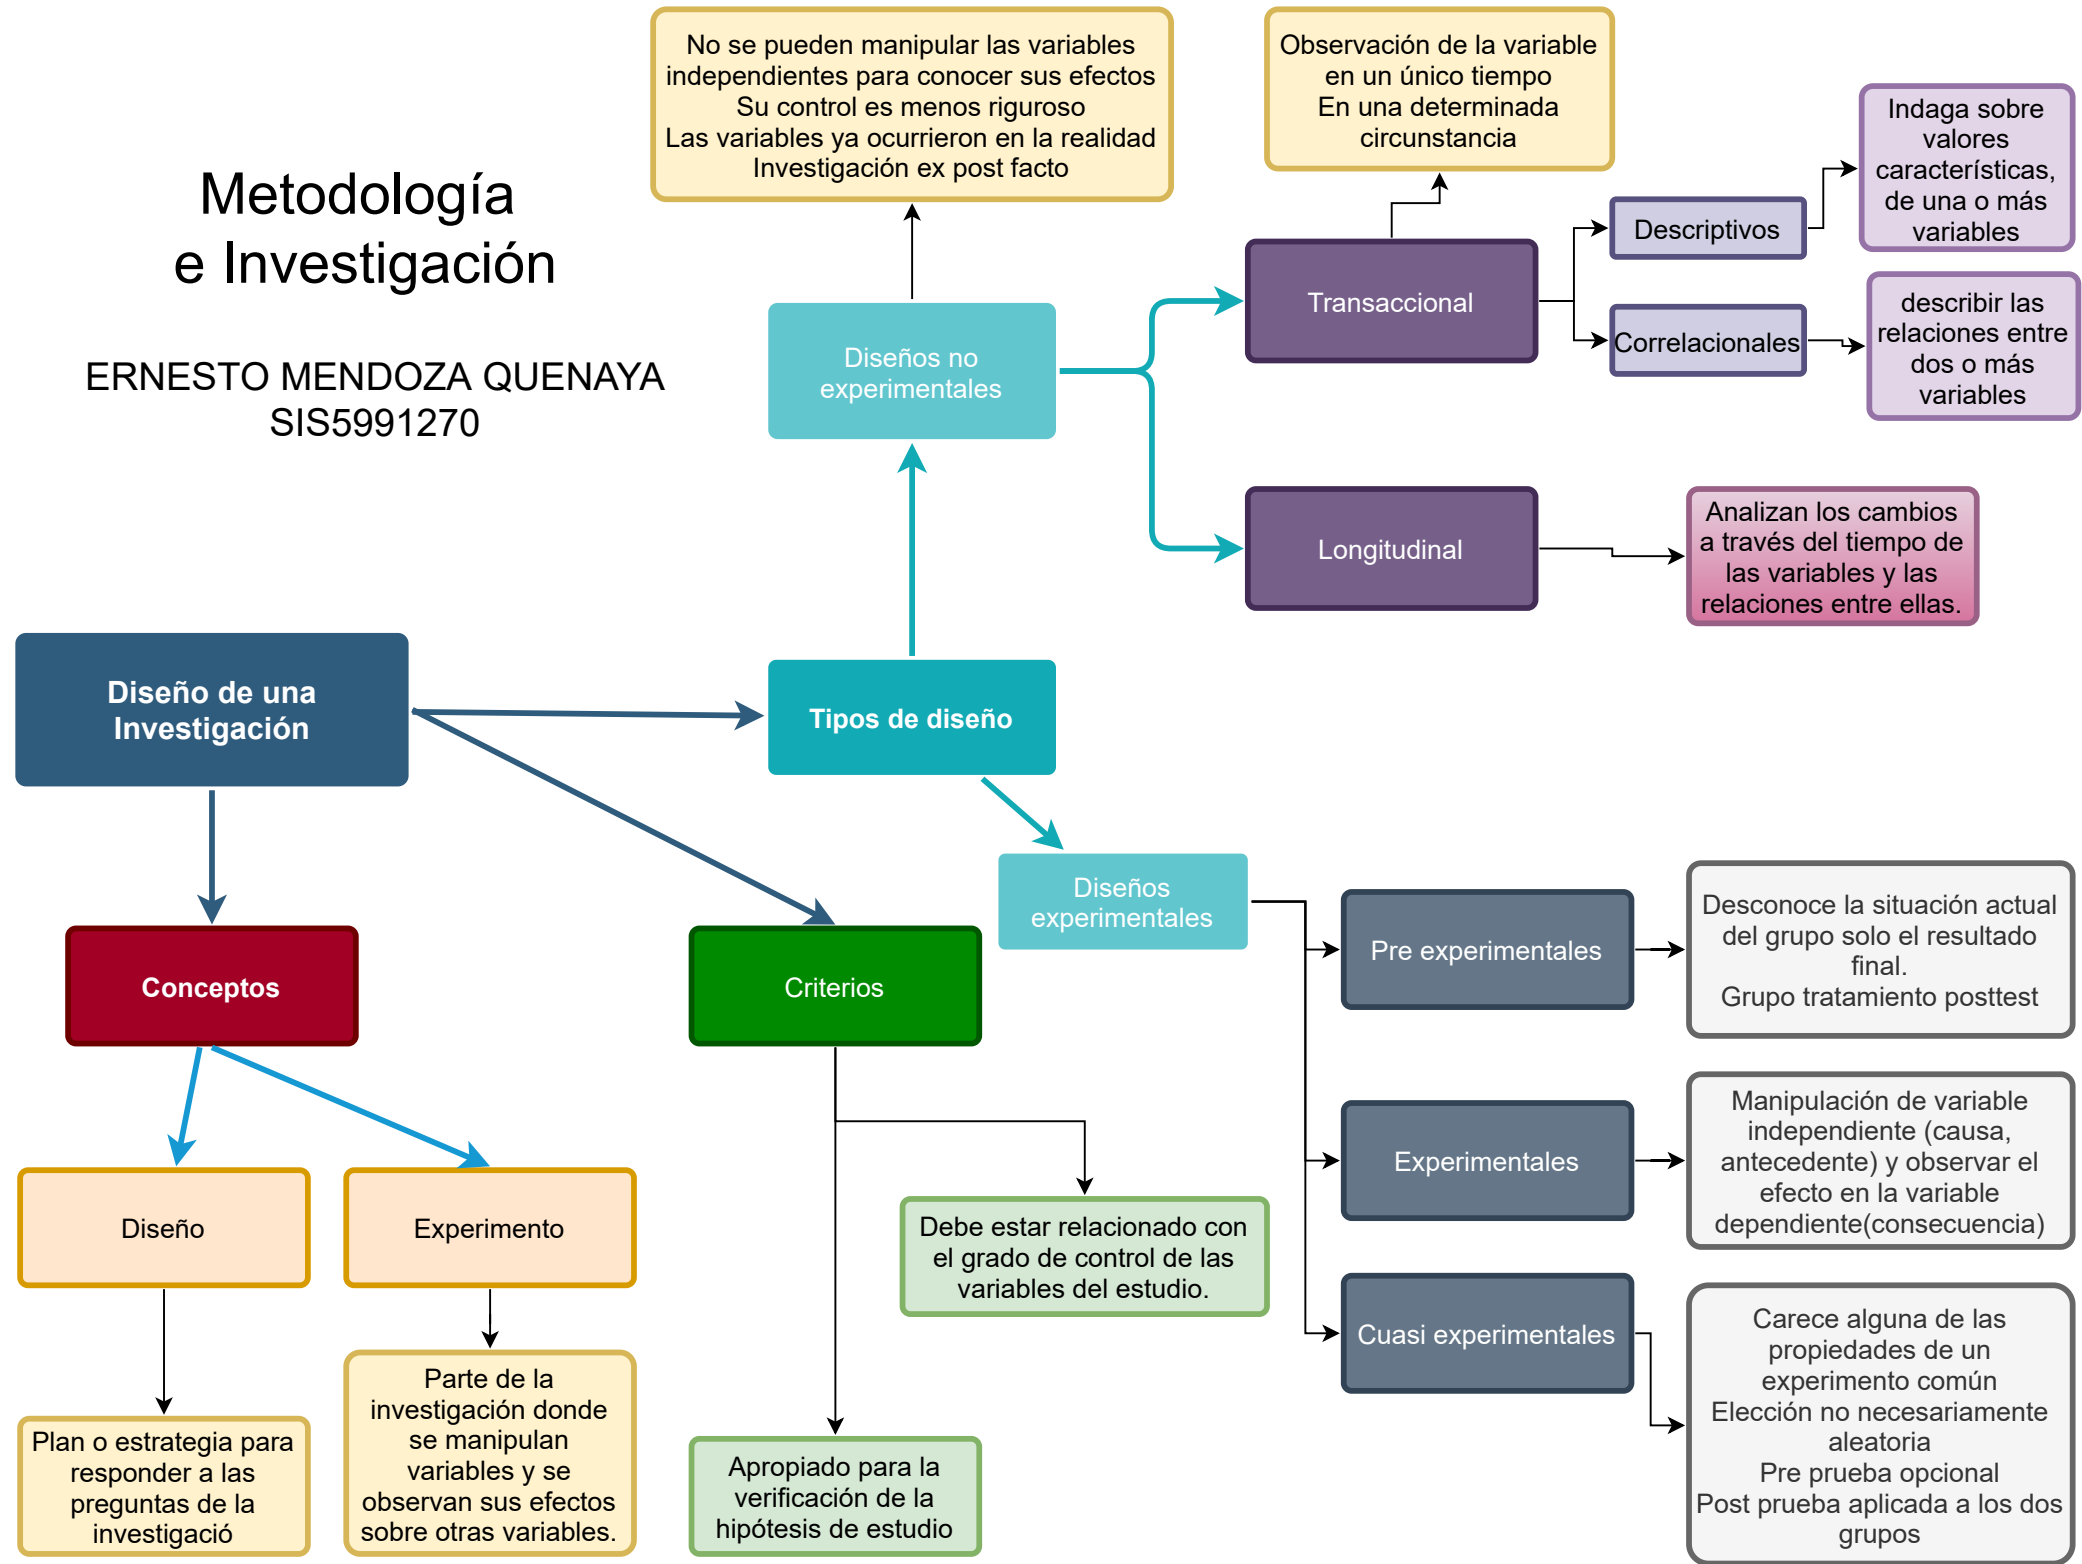 Metodología
e Investigación
ERNESTO MENDOZA QUENAYA
SIS5991270
No se pueden manipular las variables
independientes para conocer sus efectos
Su control es menos riguroso
Las variables ya ocurrieron en la realidad
Investigación ex post facto
Observación de la variable
en un único tiempo
En una determinada
circunstancia
Indaga sobre
valores
características,
de una o más
variables
Descriptivos
Transaccional
Correlacionales
describir las
relaciones entre
dos o más
variables
Diseños no
experimentales
Longitudinal
Analizan los cambios
a través del tiempo de
las variables y las
relaciones entre ellas.
Diseño de una
Investigación
Tipos de diseño
Diseños
experimentales
Conceptos
Criterios
Pre experimentales
Desconoce la situación actual
del grupo solo el resultado
final.
Grupo tratamiento posttest
Experimentales
Manipulación de variable
independiente (causa,
antecedente) y observar el
efecto en la variable
dependiente(consecuencia)
Diseño
Experimento
Debe estar relacionado con
el grado de control de las
variables del estudio.
Cuasi experimentales
Carece alguna de las
propiedades de un
experimento común
Elección no necesariamente
aleatoria
Pre prueba opcional
Post prueba aplicada a los dos
grupos
Plan o estrategia para
responder a las
preguntas de la
investigació
Parte de la
investigación donde
se manipulan
variables y se
observan sus efectos
sobre otras variables.
Apropiado para la
verificación de la
hipótesis de estudio